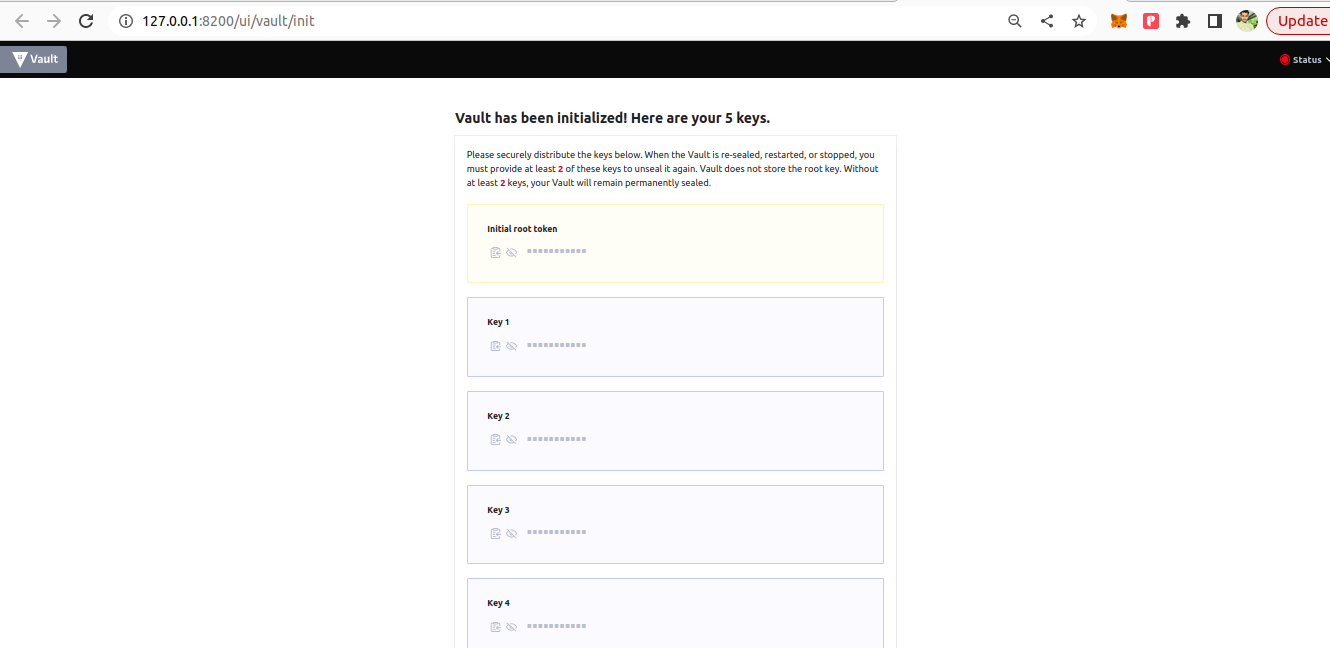 127.0.0.1:8200/ui/vault/init
Update
Vault
Status
Vault has been initialized! Here are your 5 keys.
Please securely distribute the keys below. When the Vault is re-sealed, restarted, or stopped, you
must provide at least 2 of these keys to unseal it again. Vault does not store the root key. Without
at least 2 keys, your Vault will remain permanently sealed.
Initial root token
Key 1
Key 2
Key 3
Key 4